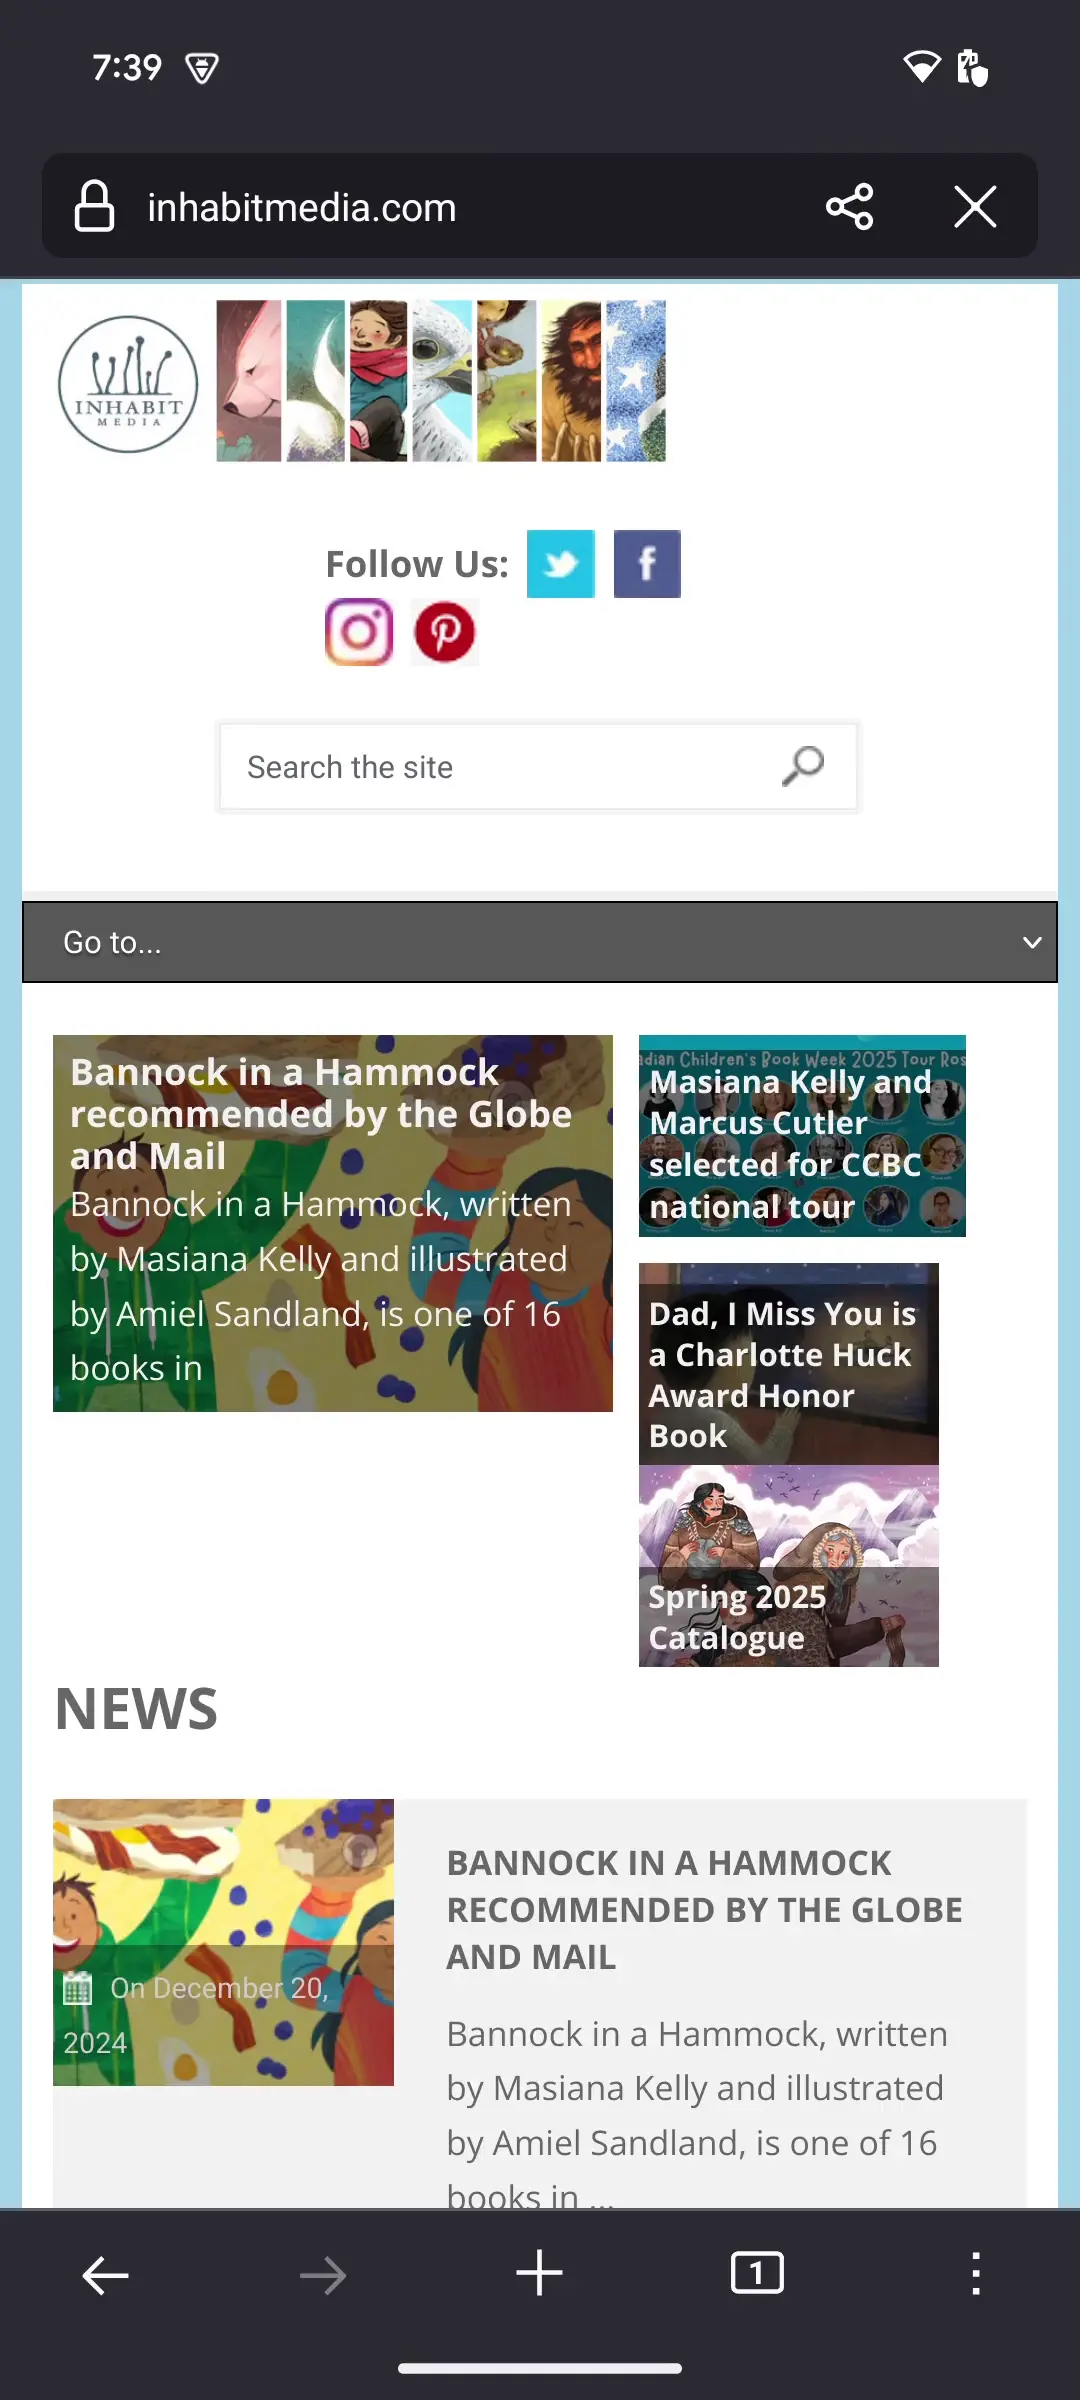 7:39
inhabitmedia.com
INHABIT
MEDIA
Follow Us:
Search the site
Go to...
Bannock in a Hammock
recommended by the Globe
and Mail
Bannock in a Hammock, written
by Masiana Kelly and illustrated
by Amiel Sandland, is one of 16
books in
adian Children's Book Week 2025 Tour Ros
Masiana Kelly and
Marcus Cutler
selected for CCBC
national tour
Dad, I Miss You is
a Charlotte Huck
Award Honor
Book
Spring 2025
Catalogue
NEWS
On December 20,
2024
BANNOCK IN A HAMMOCK
RECOMMENDED BY THE GLOBE
AND MAIL
Bannock in a Hammock, written
by Masiana Kelly and illustrated
by Amiel Sandland, is one of 16
books in ...
1